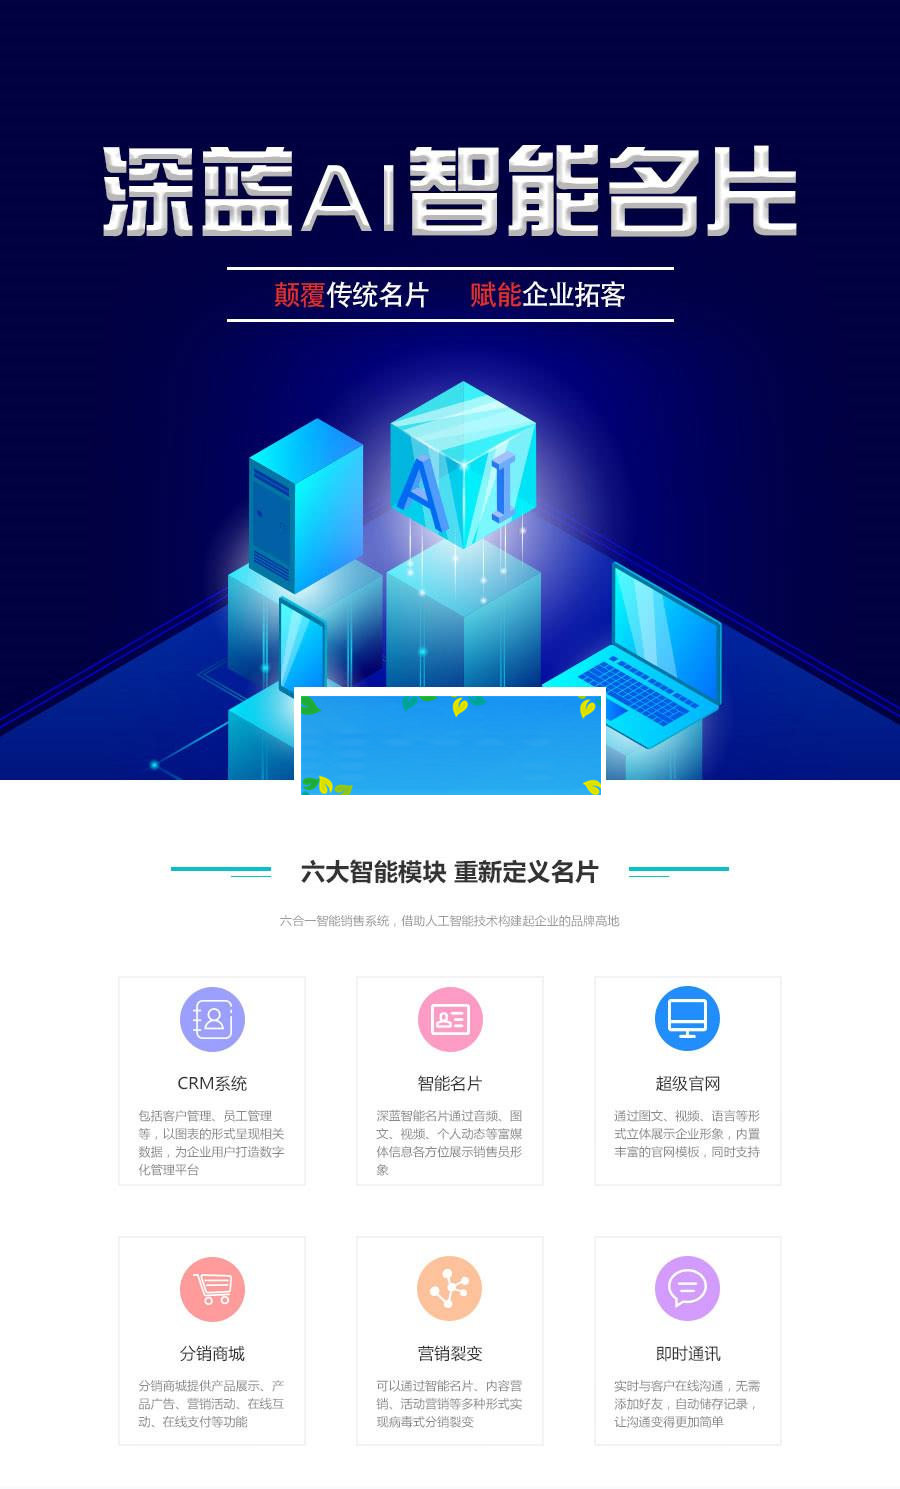 深蓝AI智能名片
颠覆传统名片 赋能企业拓客
A I
六大智能模块 重新定义名片
六合一智能销售系统，借助人工智能技术构建起企业的品牌高地
CRM系统
包括客户管理、员工管理
等，以图表的形式呈现相关
数据，为企业用户打造数字
化管理平台
智能名片
深蓝智能名片通过音频、图
文、视频、个人动态等富媒
体信息各方位展示销售员形
象
超级官网
通过图文、视频、语言等形
式立体展示企业形象，内置
丰富的官网模板，同时支持
分销商城
分销商城提供产品展示、产
品广告、营销活动、在线互
动、在线支付等功能
营销裂变
可以通过智能名片、内容营
销、活动营销等多种形式实
现病毒式分销裂变
即时通讯
实时与客户在线沟通，无需
添加好友，自动储存记录，
让沟通变得更加简单